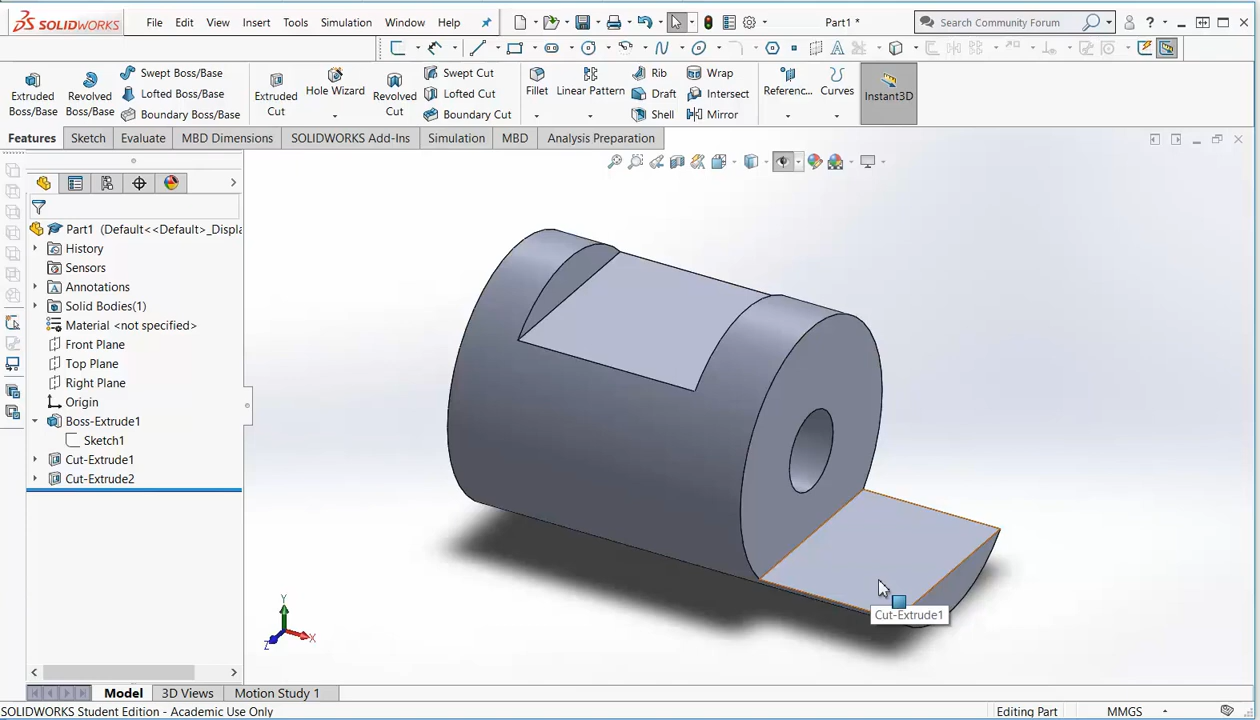 SOLIDWORKS File Edit View Insert Tools Simulation Window Help Part1 * Search Community Forum ?
Extruded Boss/Base
Revolved Boss/Base
Swept Boss/Base
Lofted Boss/Base
Boundary Boss/Base
Extruded Cut
Hole Wizard
Revolved Cut
Swept Cut
Lofted Cut
Boundary Cut
Fillet
Linear Pattern
Rib
Draft
Shell
Wrap
Intersect
Mirror
Referenc...
Curves
Instant3D
Features Sketch Evaluate MBD Dimensions SOLIDWORKS Add-Ins Simulation MBD Analysis Preparation
Part1 (Default<<Default>_Displa
History
Sensors
Annotations
Solid Bodies(1)
Material <not specified>
Front Plane
Top Plane
Right Plane
Origin
Boss-Extrude1
Sketch1
Cut-Extrude1
Cut-Extrude2
Cut-Extrude1
Y
X
Z
Model 3D Views Motion Study 1
SOLIDWORKS Student Edition - Academic Use Only Editing Part MMGS